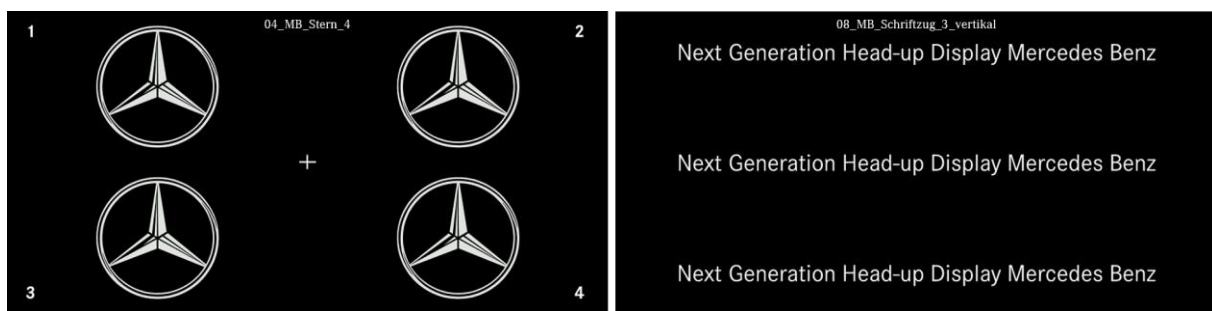 04_MB_Stern_4
1
2
3
4
08_MB_Schriftzug_3_vertikal
Next Generation Head-up Display Mercedes Benz
Next Generation Head-up Display Mercedes Benz
Next Generation Head-up Display Mercedes Benz